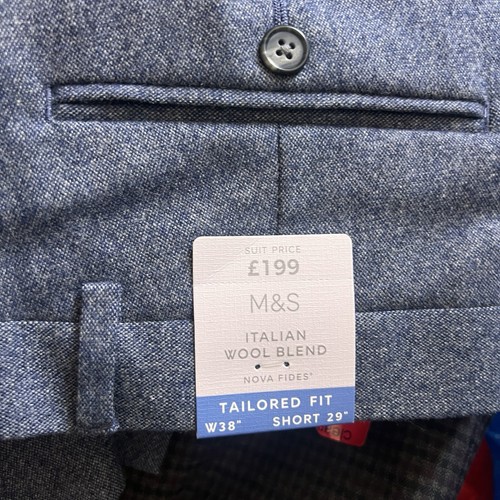 SUIT PRICE
£199
M&S
ITALIAN
WOOL BLEND
NOVA FIDES®
TAILORED FIT
W38" SHORT 29"